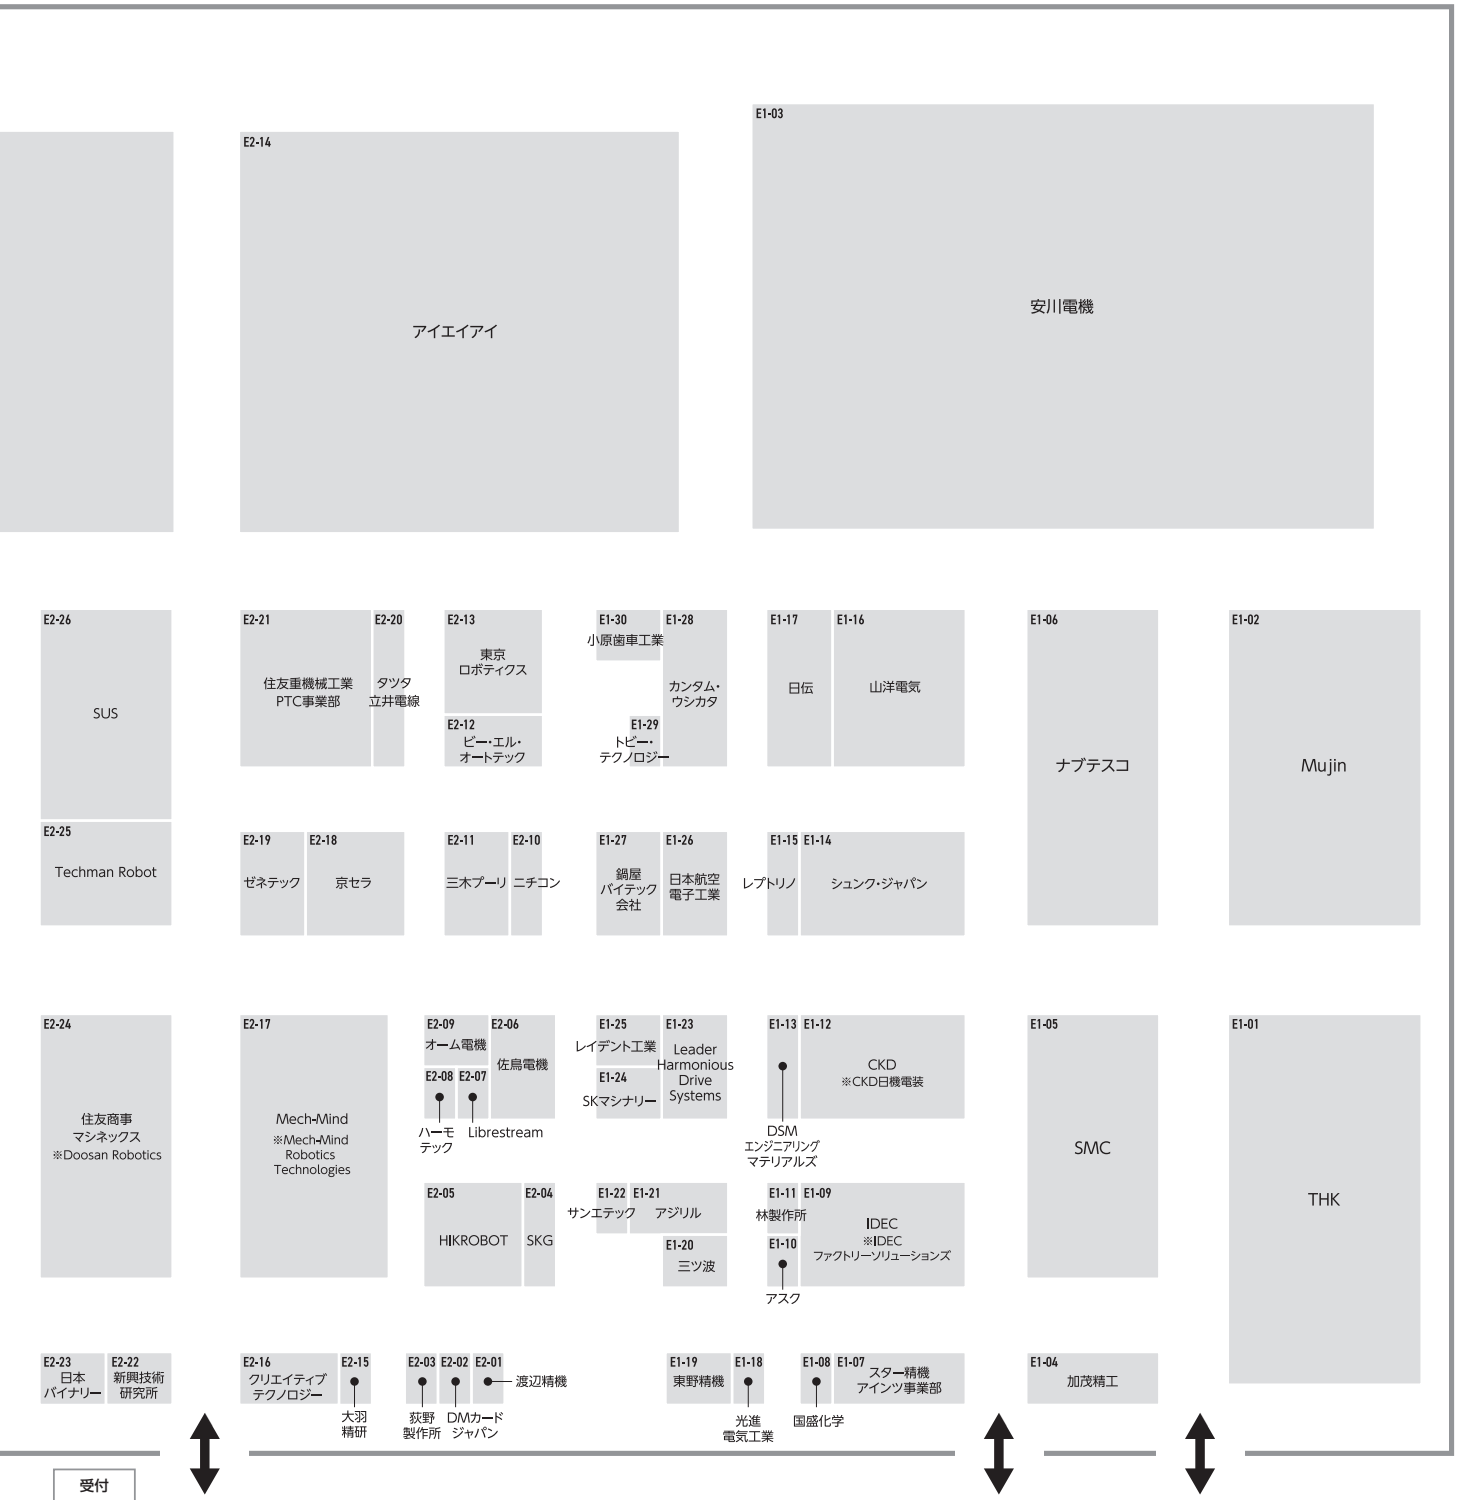 E1-03
安川電機
E2-14
アイエイアイ
E2-26
SUS
E2-21
住友重機械工業
PTC事業部
E2-20
タツタ
立井電線
E2-13
東京
ロボティクス
E2-12
ビー・エル・
オートテック
E1-30
小原歯車工業
E1-28
カンタム・
ウシカタ
E1-29
トビー・
テクノロジー
E1-17
日伝
E1-16
山洋電気
E1-06
ナブテスコ
E1-02
Mujin
E2-25
Techman Robot
E2-19
ゼネテック
E2-18
京セラ
E2-11
三木プーリ
E2-10
ニチコン
E1-27
鍋屋
バイテック
会社
E1-26
日本航空
電子工業
E1-15
レプトリノ
E1-14
シュンク・ジャパン
E2-24
住友商事
マシネックス
※Doosan Robotics
E2-17
Mech-Mind
※Mech-Mind
Robotics
Technologies
E2-09
オーム電機
E2-06
佐鳥電機
E2-08
ハーモ
テック
E2-07
Librestream
E1-25
レイデント工業
E1-24
SKマシナリー
E1-23
Leader
Harmonious
Drive
Systems
E1-13
DSM
エンジニアリング
マテリアルズ
E1-12
CKD
※CKD日機電装
E1-05
SMC
E1-01
THK
E2-05
HIKROBOT
E2-04
SKG
E1-22
サンエテック
E1-21
アジリル
E1-20
三ツ波
E1-11
林製作所
E1-10
アスク
E1-09
IDEC
※IDEC
ファクトリーソリューションズ
E2-23
日本
バイナリー
E2-22
新興技術
研究所
E2-16
クリエイティブ
テクノロジー
E2-15
大羽
精研
E2-03
荻野
製作所
E2-02
DMカード
ジャパン
E2-01
渡辺精機
E1-19
東野精機
E1-18
光進
電気工業
E1-08
国盛化学
E1-07
スター精機
アインツ事業部
E1-04
加茂精工
受付